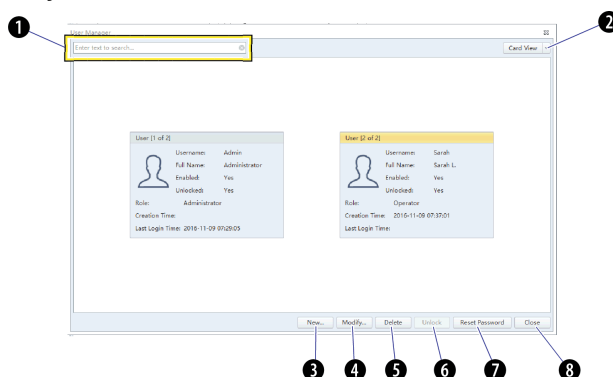 1
2
User Manager
Enter text to search...
Card View
User [1 of 2]
Username: Admin
Full Name: Administrator
Enabled: Yes
Unlocked: Yes
Role: Administrator
Creation Time:
Last Login Time: 2016-11-09 07:29:05
User [2 of 2]
Username: Sarah
Full Name: Sarah L.
Enabled: Yes
Unlocked: Yes
Role: Operator
Creation Time: 2016-11-09 07:37:01
Last Login Time:
New... Modify... Delete Unlock Reset Password Close
3 4 5 6 7 8